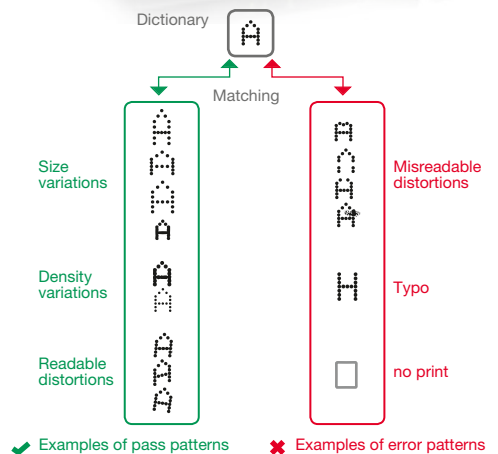 Dictionary
A
Matching
A
A
A
A
A
A
A
A
A
Size
variations
Density
variations
Readable
distortions
Misreadable
distortions
H
Typo
no print
Examples of pass patterns
Examples of error patterns